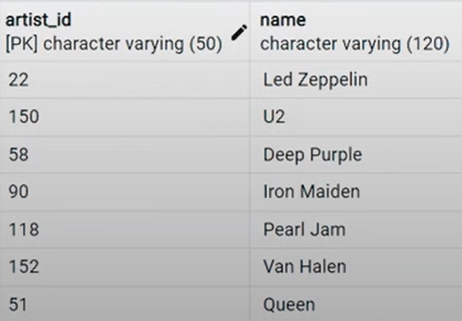 artist_id name
[PK] character varying (50) character varying (120)
22 Led Zeppelin
150 U2
58 Deep Purple
90 Iron Maiden
118 Pearl Jam
152 Van Halen
51 Queen